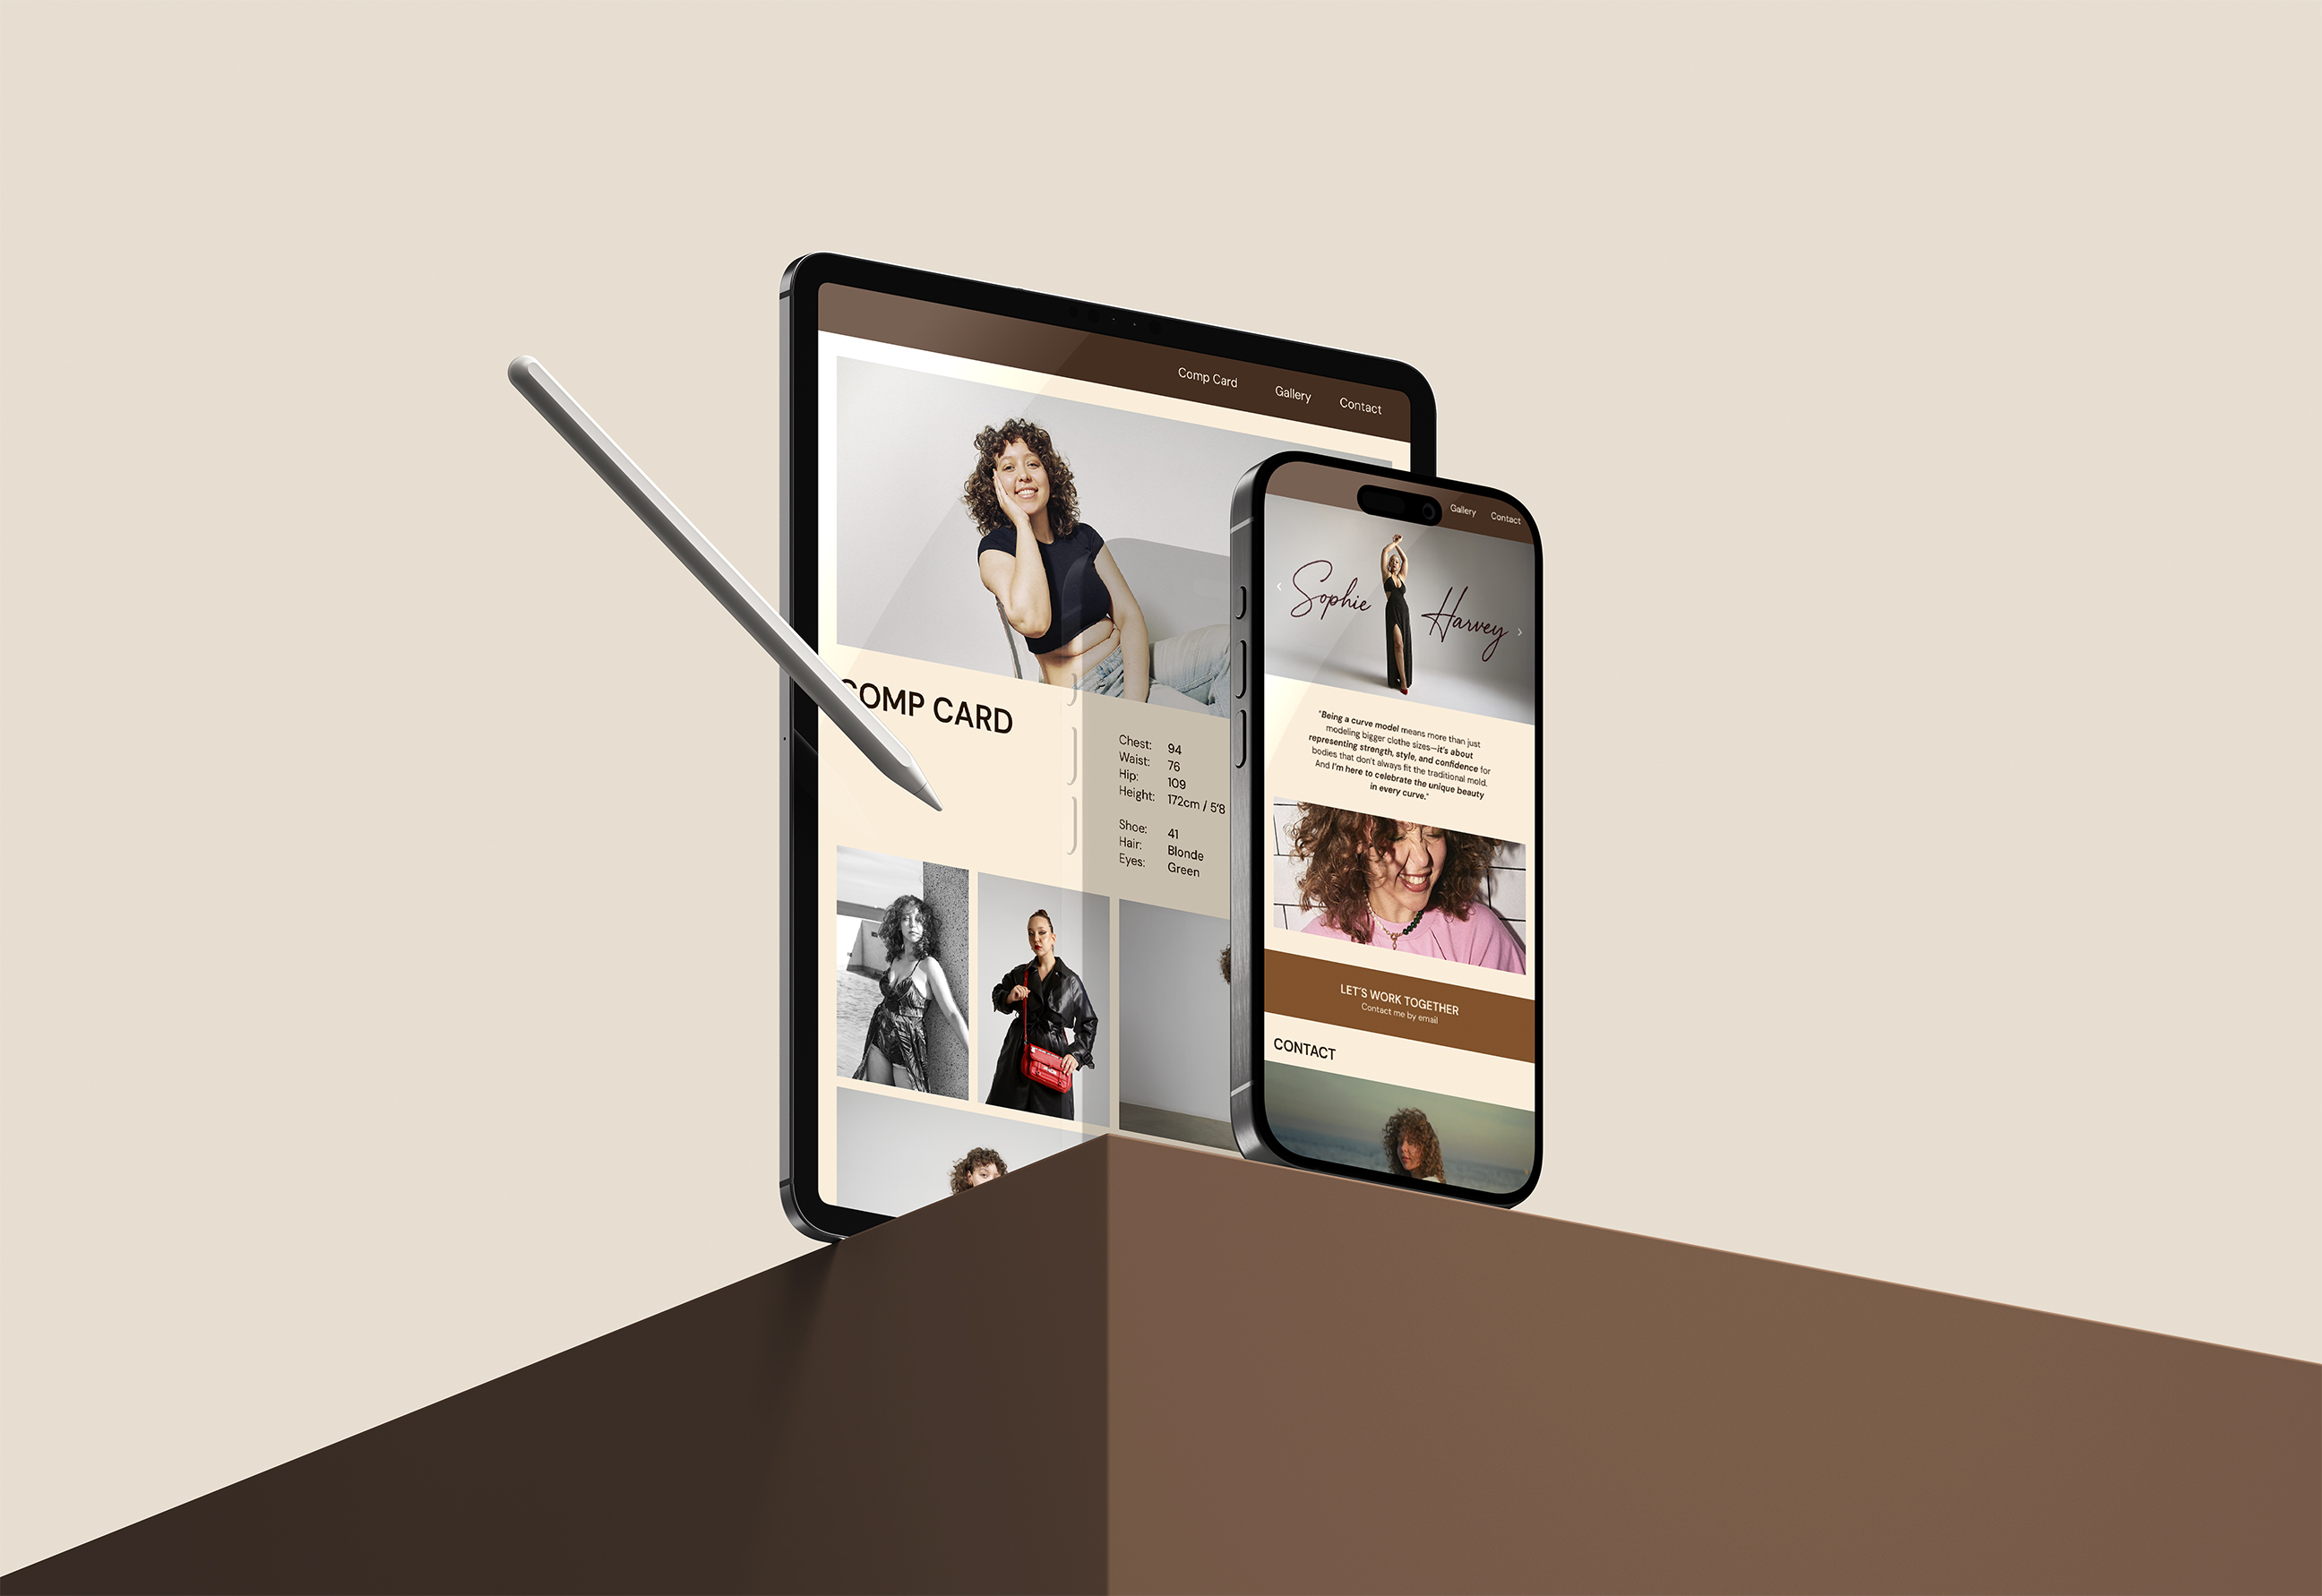 Comp Card
Gallery
Contact
COMP CARD
Chest: 94
Waist: 76
Hip: 109
Height: 172cm / 5'8
Shoe: 41
Hair: Blonde
Eyes: Green
Gallery
Contact
Sophie Harvey
"Being a curve model means more than just
modeling bigger clothe sizes—it's about
representing strength, style, and confidence for
bodies that don't always fit the traditional mold.
And I'm here to celebrate the unique beauty
in every curve."
LET'S WORK TOGETHER
Contact me by email
CONTACT